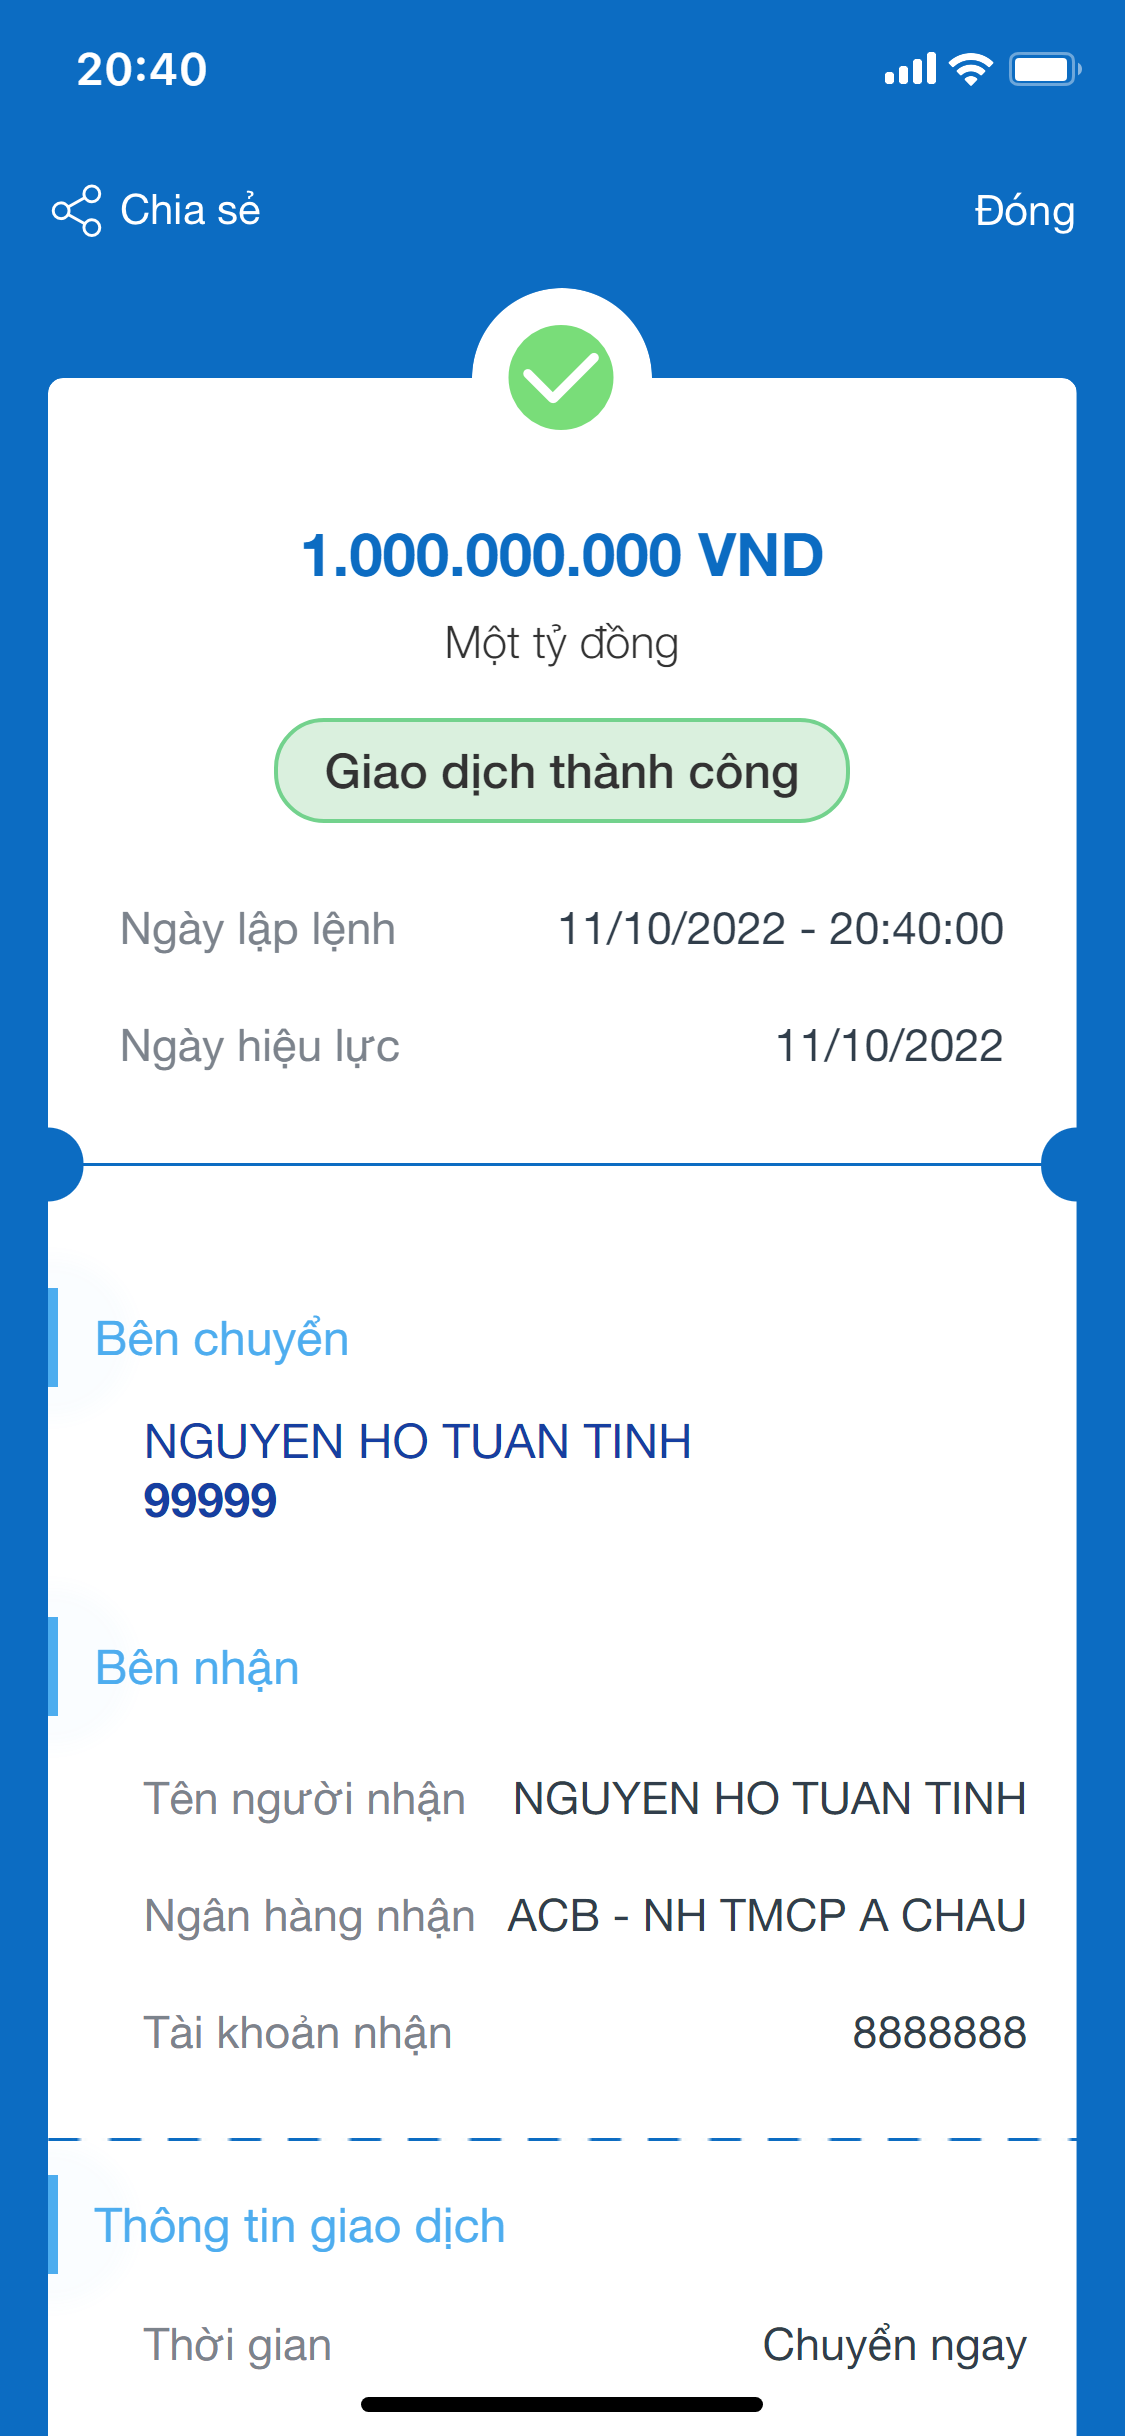 20:40
Chia sẻ
Đóng
1.000.000.000 VND
Một tỷ đồng
Giao dịch thành công
Ngày lập lệnh 11/10/2022 - 20:40:00
Ngày hiệu lực 11/10/2022
Bên chuyển
NGUYEN HO TUAN TINH
99999
Bên nhận
Tên người nhận NGUYEN HO TUAN TINH
Ngân hàng nhận ACB - NH TMCP A CHAU
Tài khoản nhận 8888888
Thông tin giao dịch
Thời gian Chuyển ngay